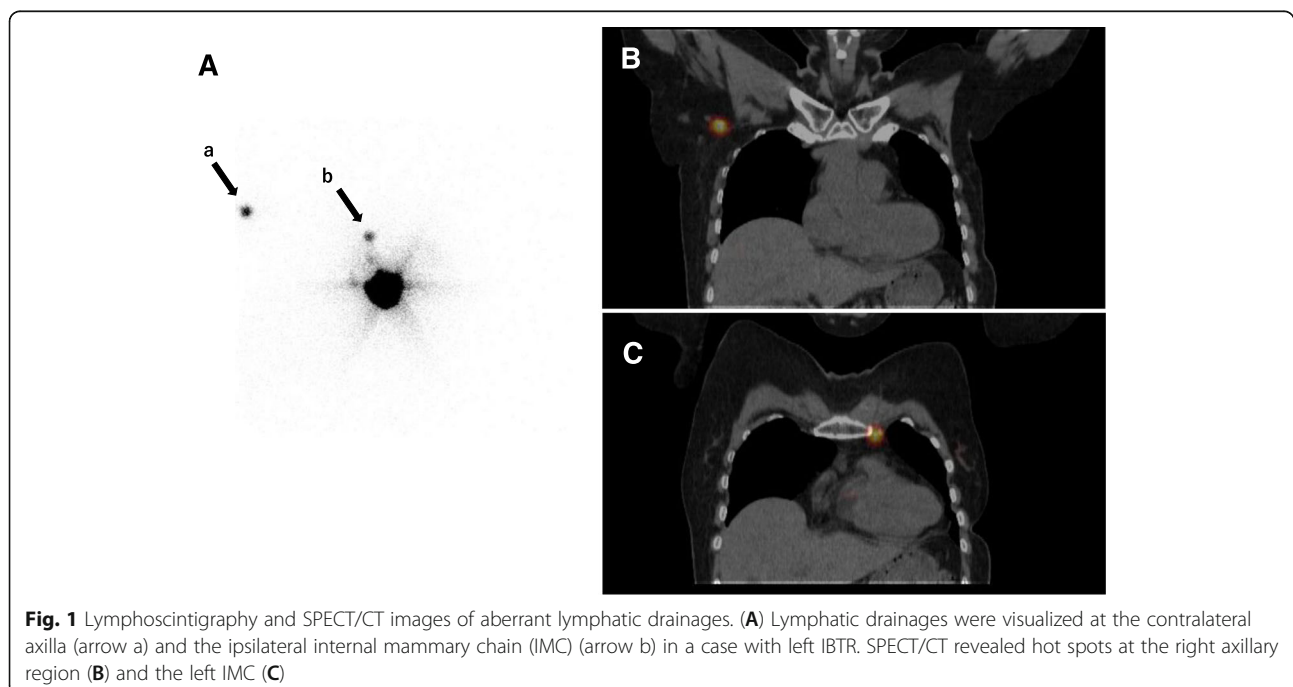 A
a
b
B
C
Fig. 1 Lymphoscintigraphy and SPECT/CT images of aberrant lymphatic drainages. (A) Lymphatic drainages were visualized at the contralateral
axilla (arrow a) and the ipsilateral internal mammary chain (IMC) (arrow b) in a case with left IBTR. SPECT/CT revealed hot spots at the right axillary
region (B) and the left IMC (C)